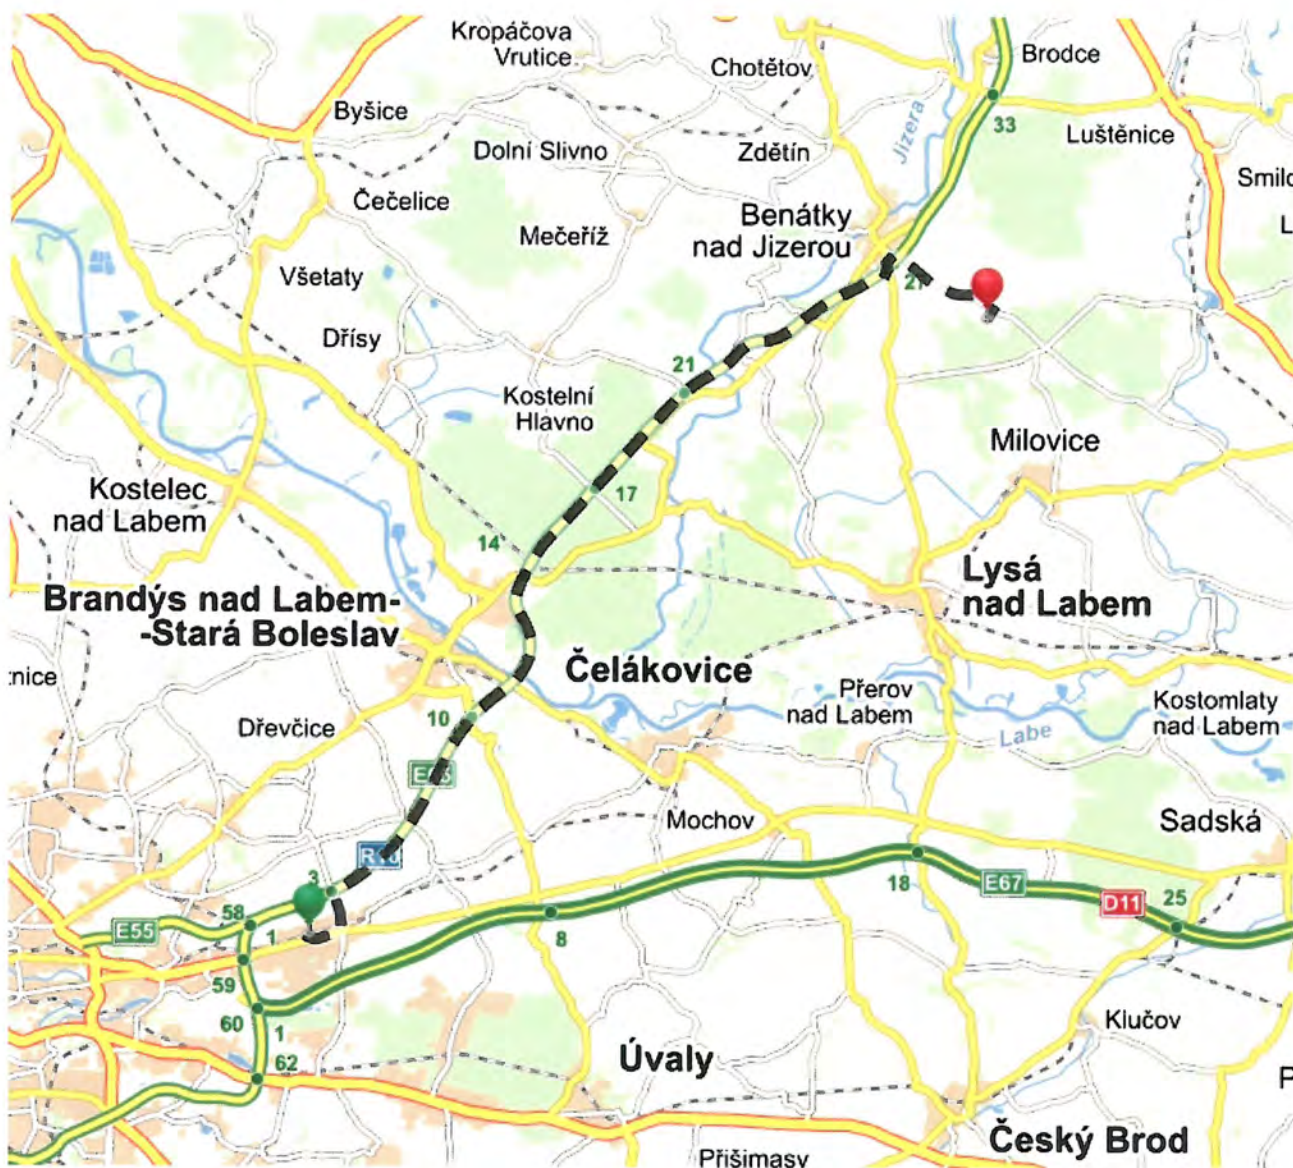 Kropáčova
Vrutice
Chotětov
Brodce
33
Byšice
Jizera
Luštěnice
Dolní Slivno
Zdětín
Čečelice
Benátky
nad Jizerou
Mečeříž
Všetaty
27
Dřísy
21
Kostelní
Hlavno
Milovice
Kostelec
nad Labem
17
14
Lysá
nad Labem
Brandýs nad Labem-
-Stará Boleslav
Čelákovice
Přerov
nad Labem
Kostomlaty
nad Labem
10
Dřevčice
Labe
Mochov
Sadská
R10
3
18
E67
D11
25
58
E55
1
8
59
60
1
Klučov
62
Úvaly
Český Brod
Přišimasy